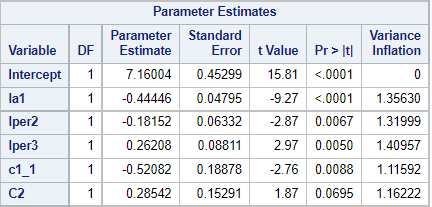 Parameter Estimates
Variable DF Parameter Estimate Standard Error t Value Pr > |t| Variance Inflation
Intercept 1 7.16004 0.45299 15.81 <.0001 0
la1 1 -0.44446 0.04795 -9.27 <.0001 1.35630
lper2 1 -0.18152 0.06332 -2.87 0.0067 1.31999
lper3 1 0.26208 0.08811 2.97 0.0050 1.40957
c1_1 1 -0.52082 0.18878 -2.76 0.0088 1.11592
C2 1 0.28542 0.15291 1.87 0.0695 1.16222